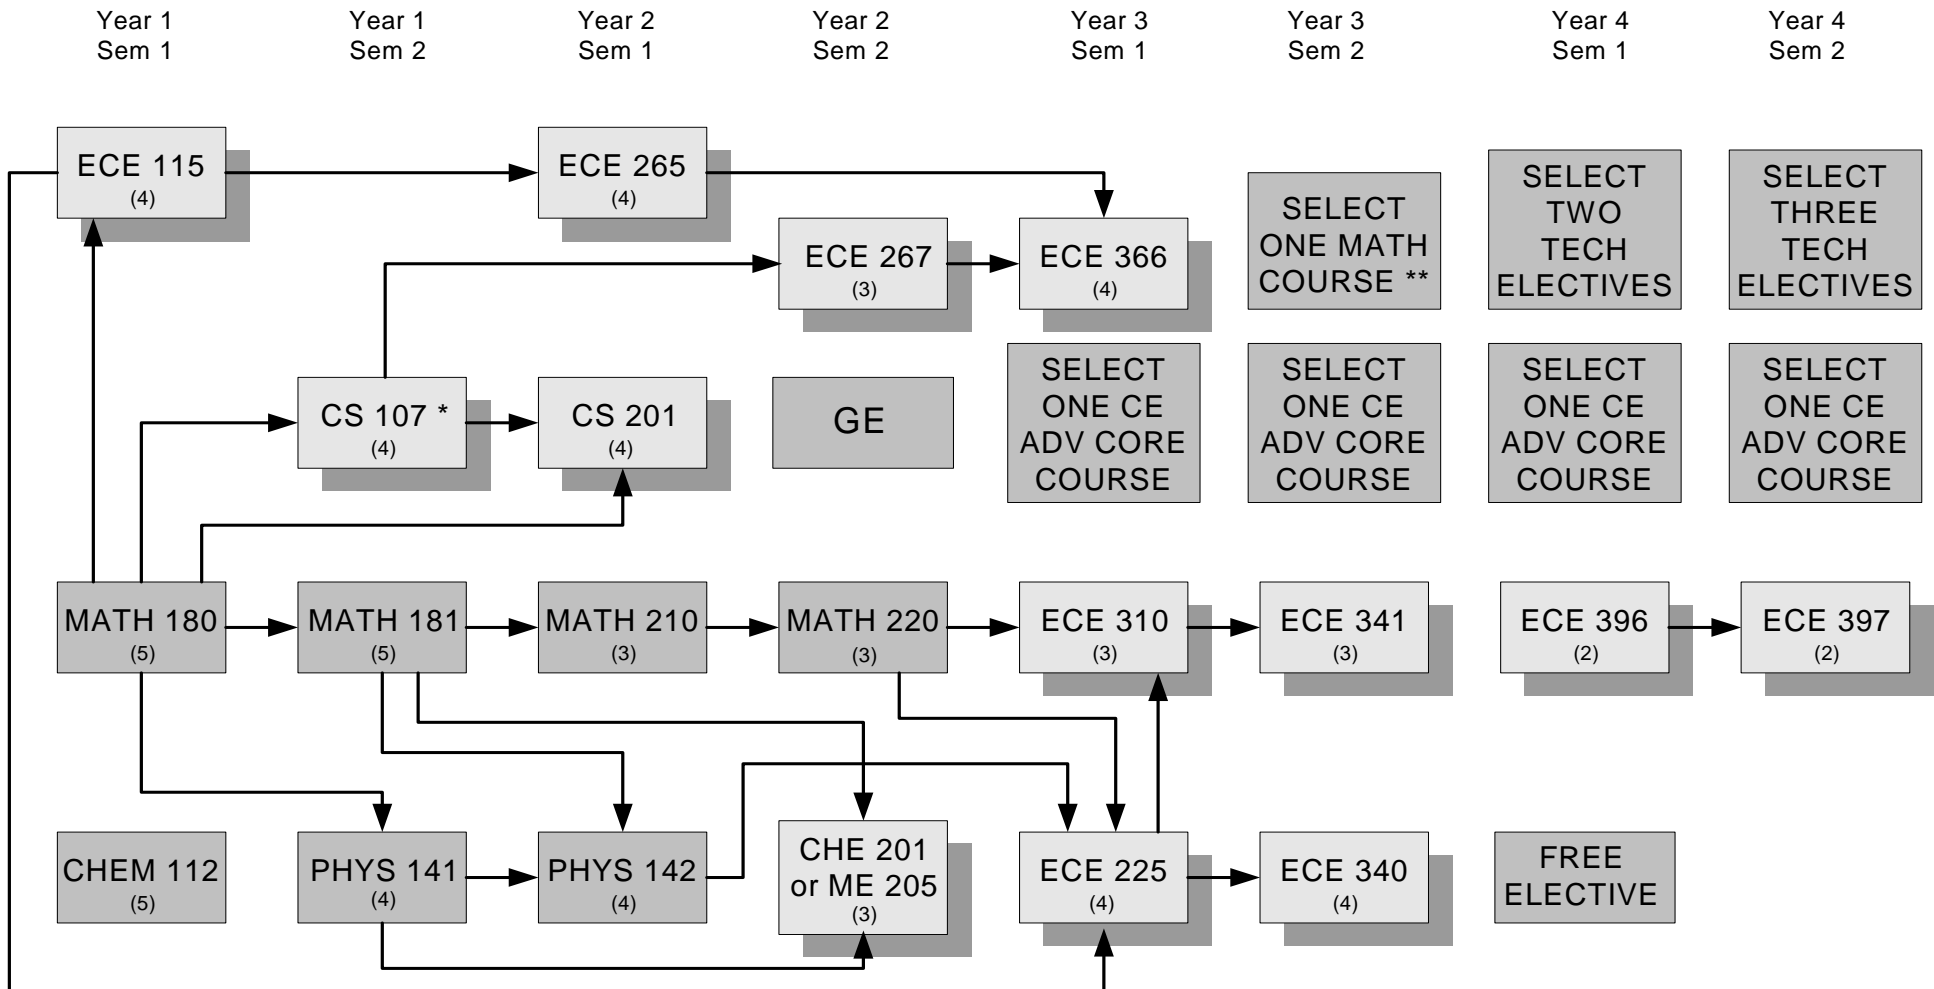 Year 1
Sem 1
Year 1
Sem 2
Year 2
Sem 1
Year 2
Sem 2
Year 3
Sem 1
Year 3
Sem 2
Year 4
Sem 1
Year 4
Sem 2
ECE 115
(4)
ECE 265
(4)
ECE 267
(3)
ECE 366
(4)
SELECT
ONE MATH
COURSE **
SELECT
TWO
TECH
ELECTIVES
SELECT
THREE
TECH
ELECTIVES
CS 107 *
(4)
CS 201
(4)
GE
SELECT
ONE CE
ADV CORE
COURSE
SELECT
ONE CE
ADV CORE
COURSE
SELECT
ONE CE
ADV CORE
COURSE
SELECT
ONE CE
ADV CORE
COURSE
MATH 180
(5)
MATH 181
(5)
MATH 210
(3)
MATH 220
(3)
ECE 310
(3)
ECE 341
(3)
ECE 396
(2)
ECE 397
(2)
CHEM 112
(5)
PHYS 141
(4)
PHYS 142
(4)
CHE 201
or ME 205
(3)
ECE 225
(4)
ECE 340
(4)
FREE
ELECTIVE